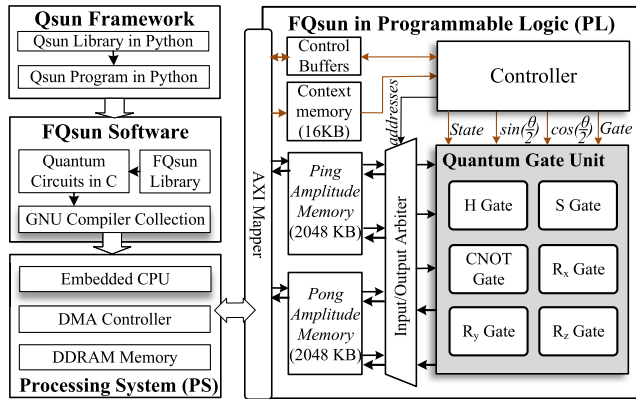 Qsun Framework
Qsun Library in Python
Qsun Program in Python
FQsun Software
Quantum
Circuits in C
FQsun
Library
GNU Compiler Collection
Embedded CPU
DMA Controller
DDRAM Memory
Processing System (PS)
AXI Mapper
FQsun in Programmable Logic (PL)
Control
Buffers
Context
memory
(16KB)
Controller
addresses
State
sin(θ/2)
cos(θ/2)
Gate
Ping
Amplitude
Memory
(2048 KB)
Pong
Amplitude
Memory
(2048 KB)
Input/Output Arbiter
Quantum Gate Unit
H Gate
S Gate
CNOT
Gate
Rx Gate
Ry Gate
Rz Gate